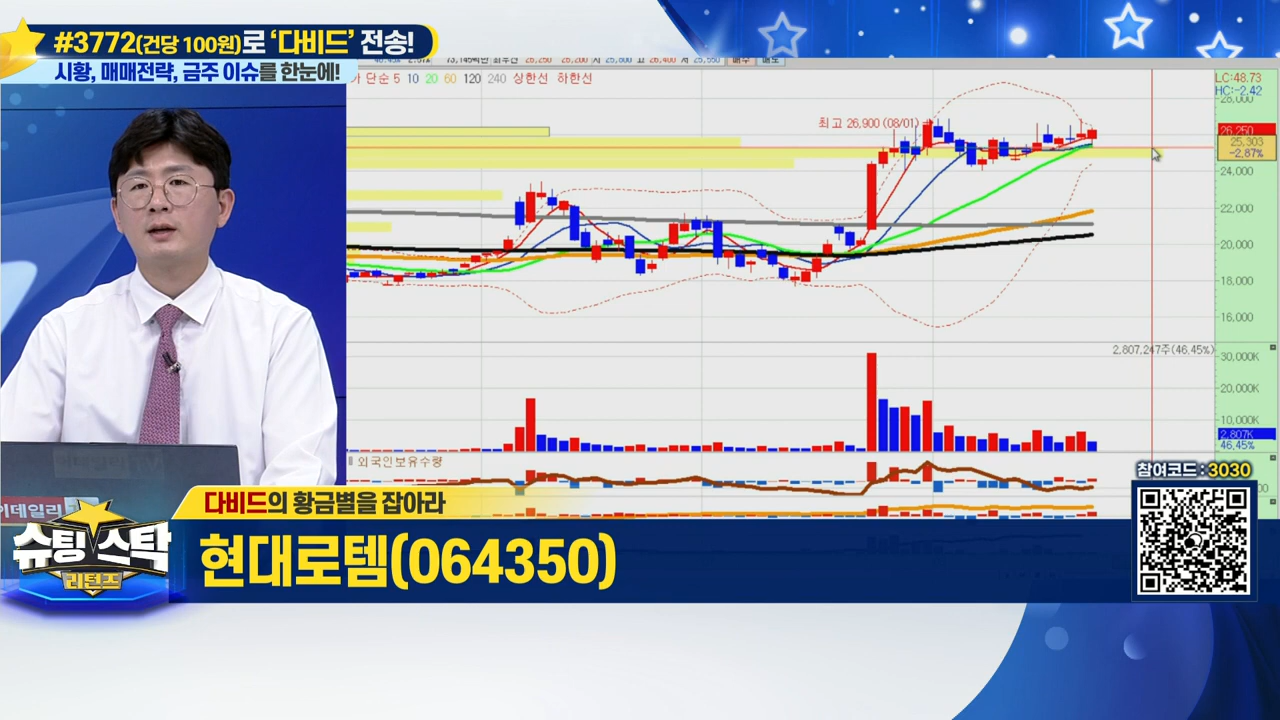 #3772(건당 100원)로 '다비드' 전송!
시황, 매매전략, 금주 이슈를 한눈에!
단순 5 10 20 60 120 240 상한선 하한선
LC:48.73
HC:-2.42
28,000
최고 26,900 (08/01)
26,250
25,303
-2.87%
24,000
22,000
20,000
18,000
16,000
2,807,247주(46.45%)
30,000K
20,000K
10,000K
2,807K
46.45%
외국인보유수량
참여코드 : 3030
이데일리
다비드의 황금별을 잡아라
슈팅스탁
리턴즈
현대로템(064350)